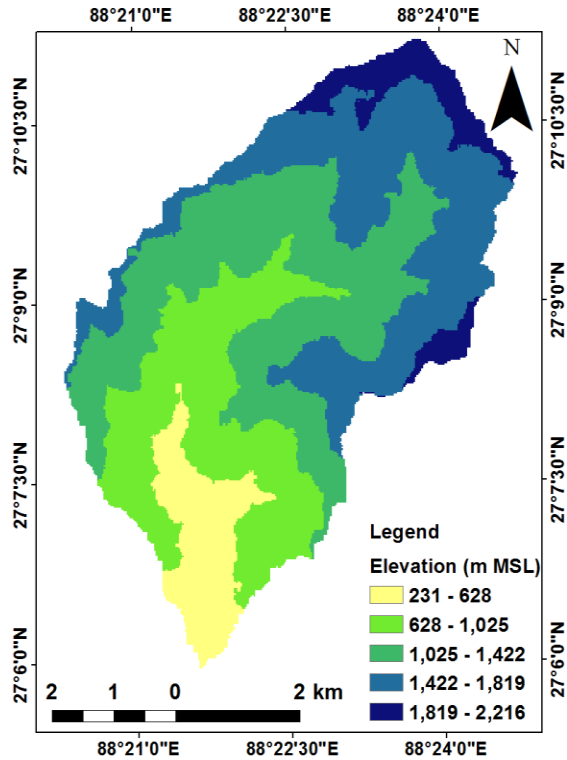 88°21'0"E 88°22'30"E 88°24'0"E
N
27°10'30"N 27°10'30"N
27°9'0"N 27°9'0"N
27°7'30"N 27°7'30"N
Legend
Elevation (m MSL)
231 - 628
628 - 1,025
1,025 - 1,422
1,422 - 1,819
1,819 - 2,216
27°6'0"N 27°6'0"N
2 1 0 2 km
88°21'0"E 88°22'30"E 88°24'0"E